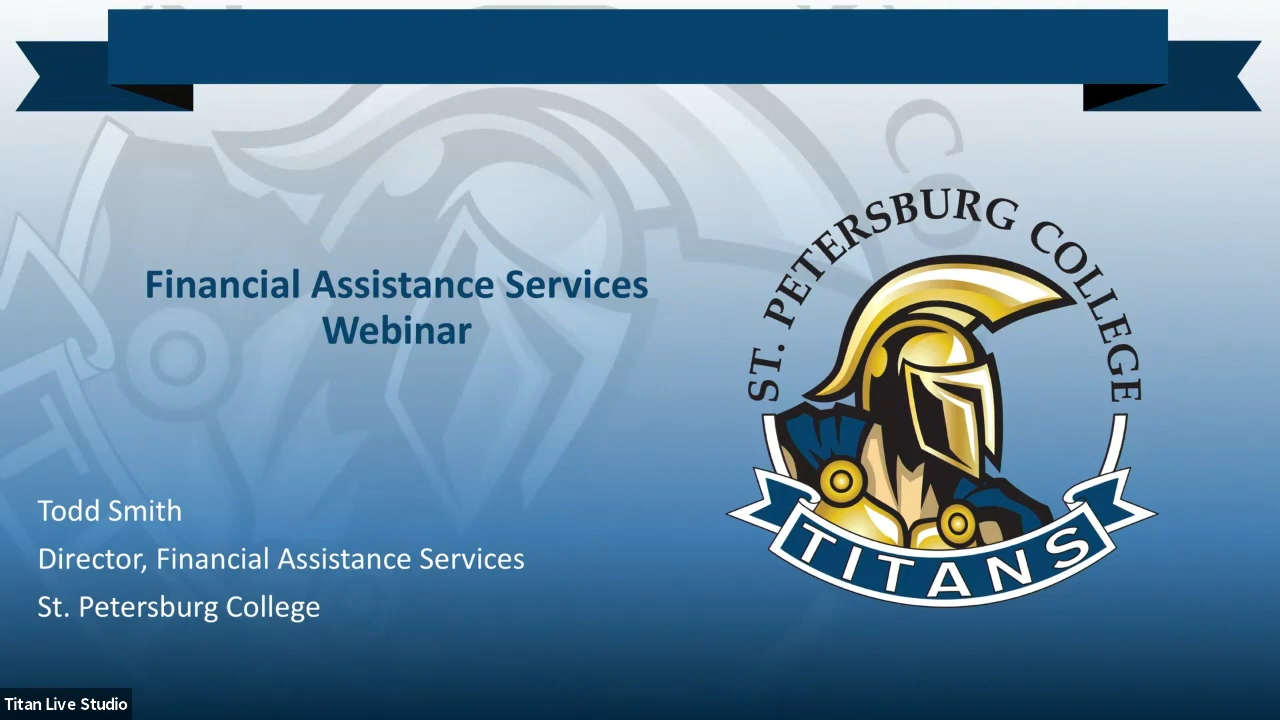 Financial Assistance Services
Webinar
ST. PETERSBURG COLLEGE
TITANS
Todd Smith
Director, Financial Assistance Services
St. Petersburg College
Titan Live Studio